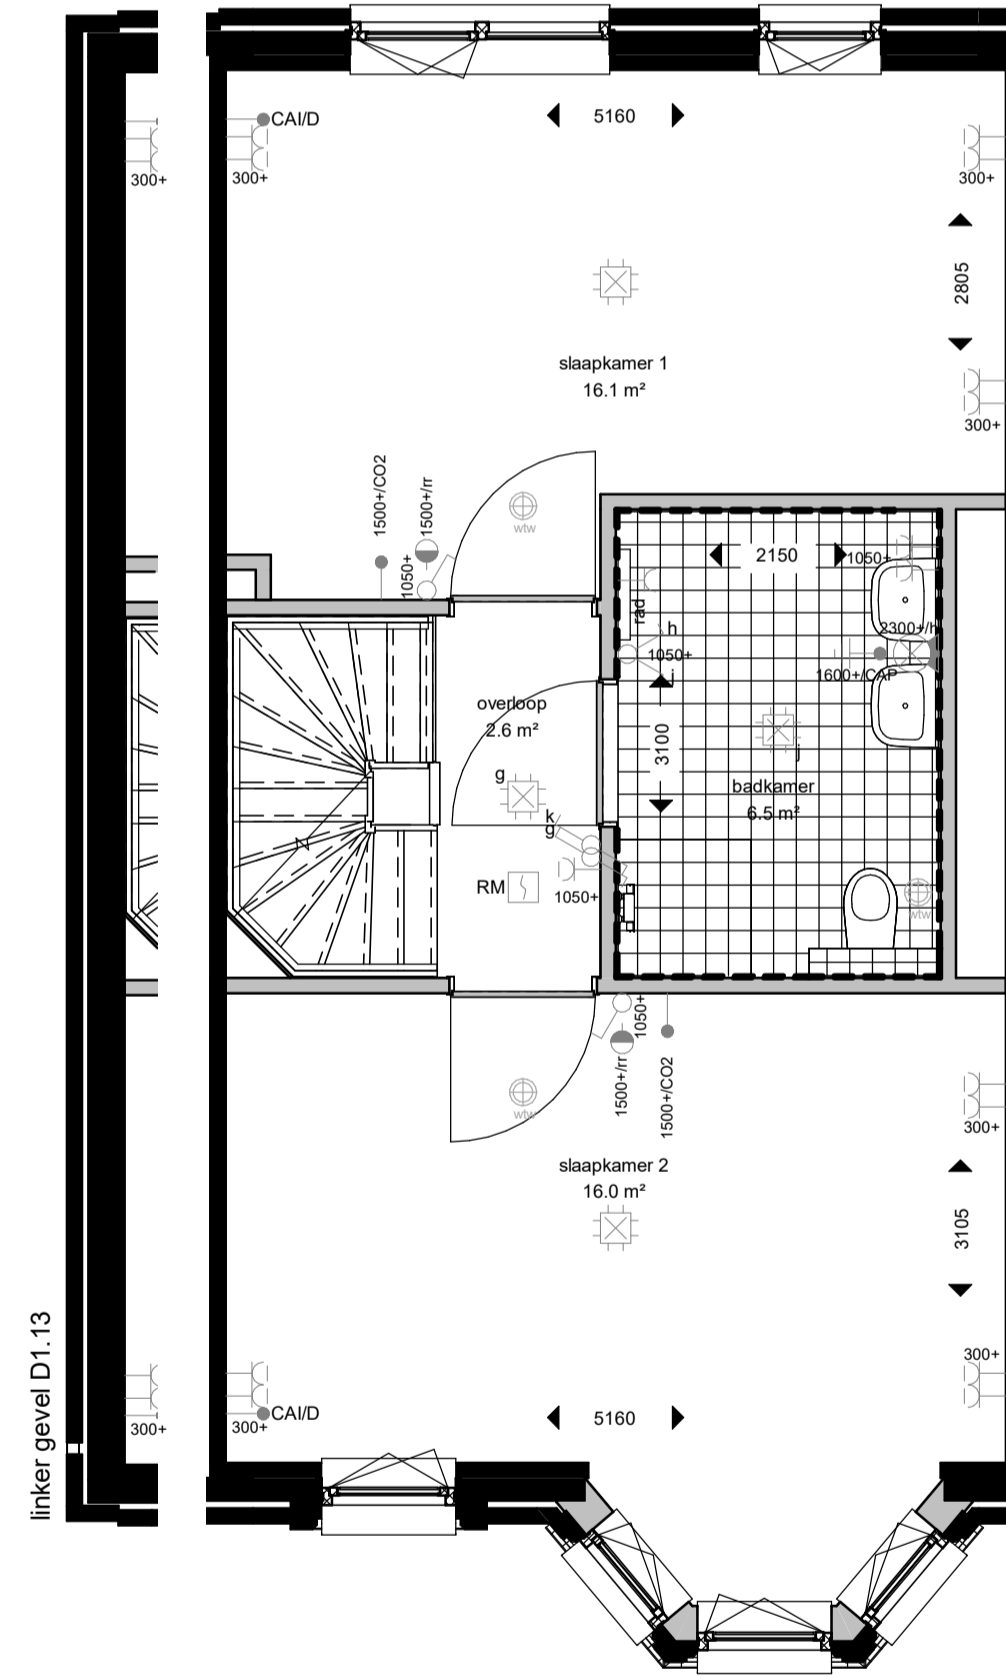 5160
CAI/D
300+
300+
300+
2805
slaapkamer 1
16.1 m²
300+
1500+/CO2
1500+/rr
1050+
wtw
2150
1050+
rad
h
1050+
i
2300+/h
1600+/CAP
overloop
2.6 m²
3100
j
g
badkamer
6.5 m²
k
g
RM
1050+
wtw
1050+
1500+/rr
1500+/CO2
wtw
300+
slaapkamer 2
16.0 m²
3105
linker gevel D1.13
300+
CAI/D
300+
300+
5160